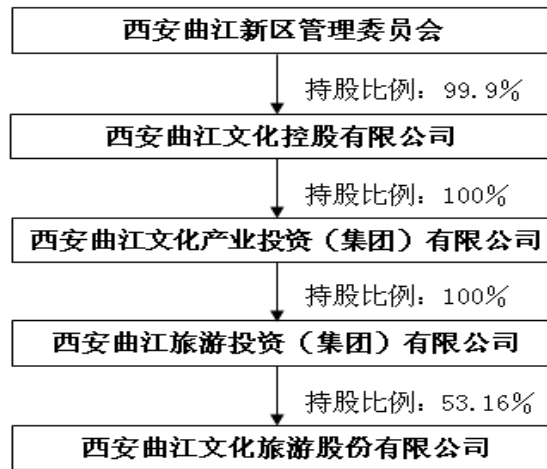 西安曲江新区管理委员会
持股比例：99.9%
西安曲江文化控股有限公司
持股比例：100%
西安曲江文化产业投资（集团）有限公司
持股比例：100%
西安曲江旅游投资（集团）有限公司
持股比例：53.16%
西安曲江文化旅游股份有限公司